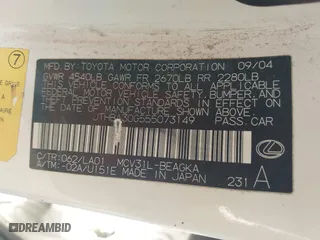 7
MFD BY: TOYOTA MOTOR CORPORATION 09/04
GVWR 4540LB GAWR FR 2670LB RR 2280LB
THIS VEHICLE CONFORMS TO ALL APPLICABLE
FEDERAL MOTOR VEHICLE SAFETY, BUMPER, AND
THEFT PREVENTION STANDARDS IN EFFECT ON
THE DATE OF MANUFACTURE SHOWN ABOVE.
PASS.CAR
C/TR: 062/LA01 MCV31L-BEAGKA
A/TM: -02A/U151E MADE IN JAPAN 231 A
DRIVERSIDE